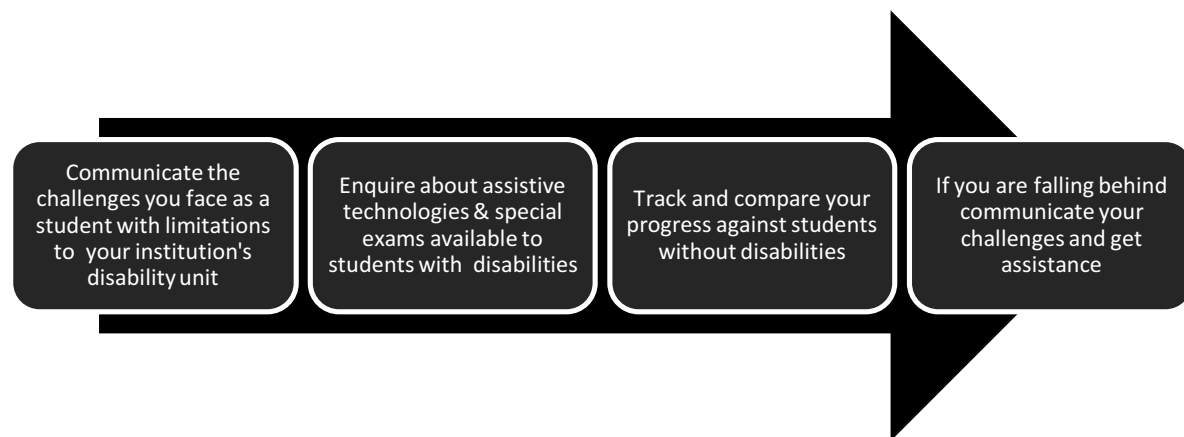 Communicate the
challenges you face as a
student with limitations
to  your institution's
disability unit
Enquire about assistive
technologies & special
exams available to
students with  disabilities
Track and compare your
progress against students
without disabilities
If you are falling behind
communicate your
challenges and get
assistance